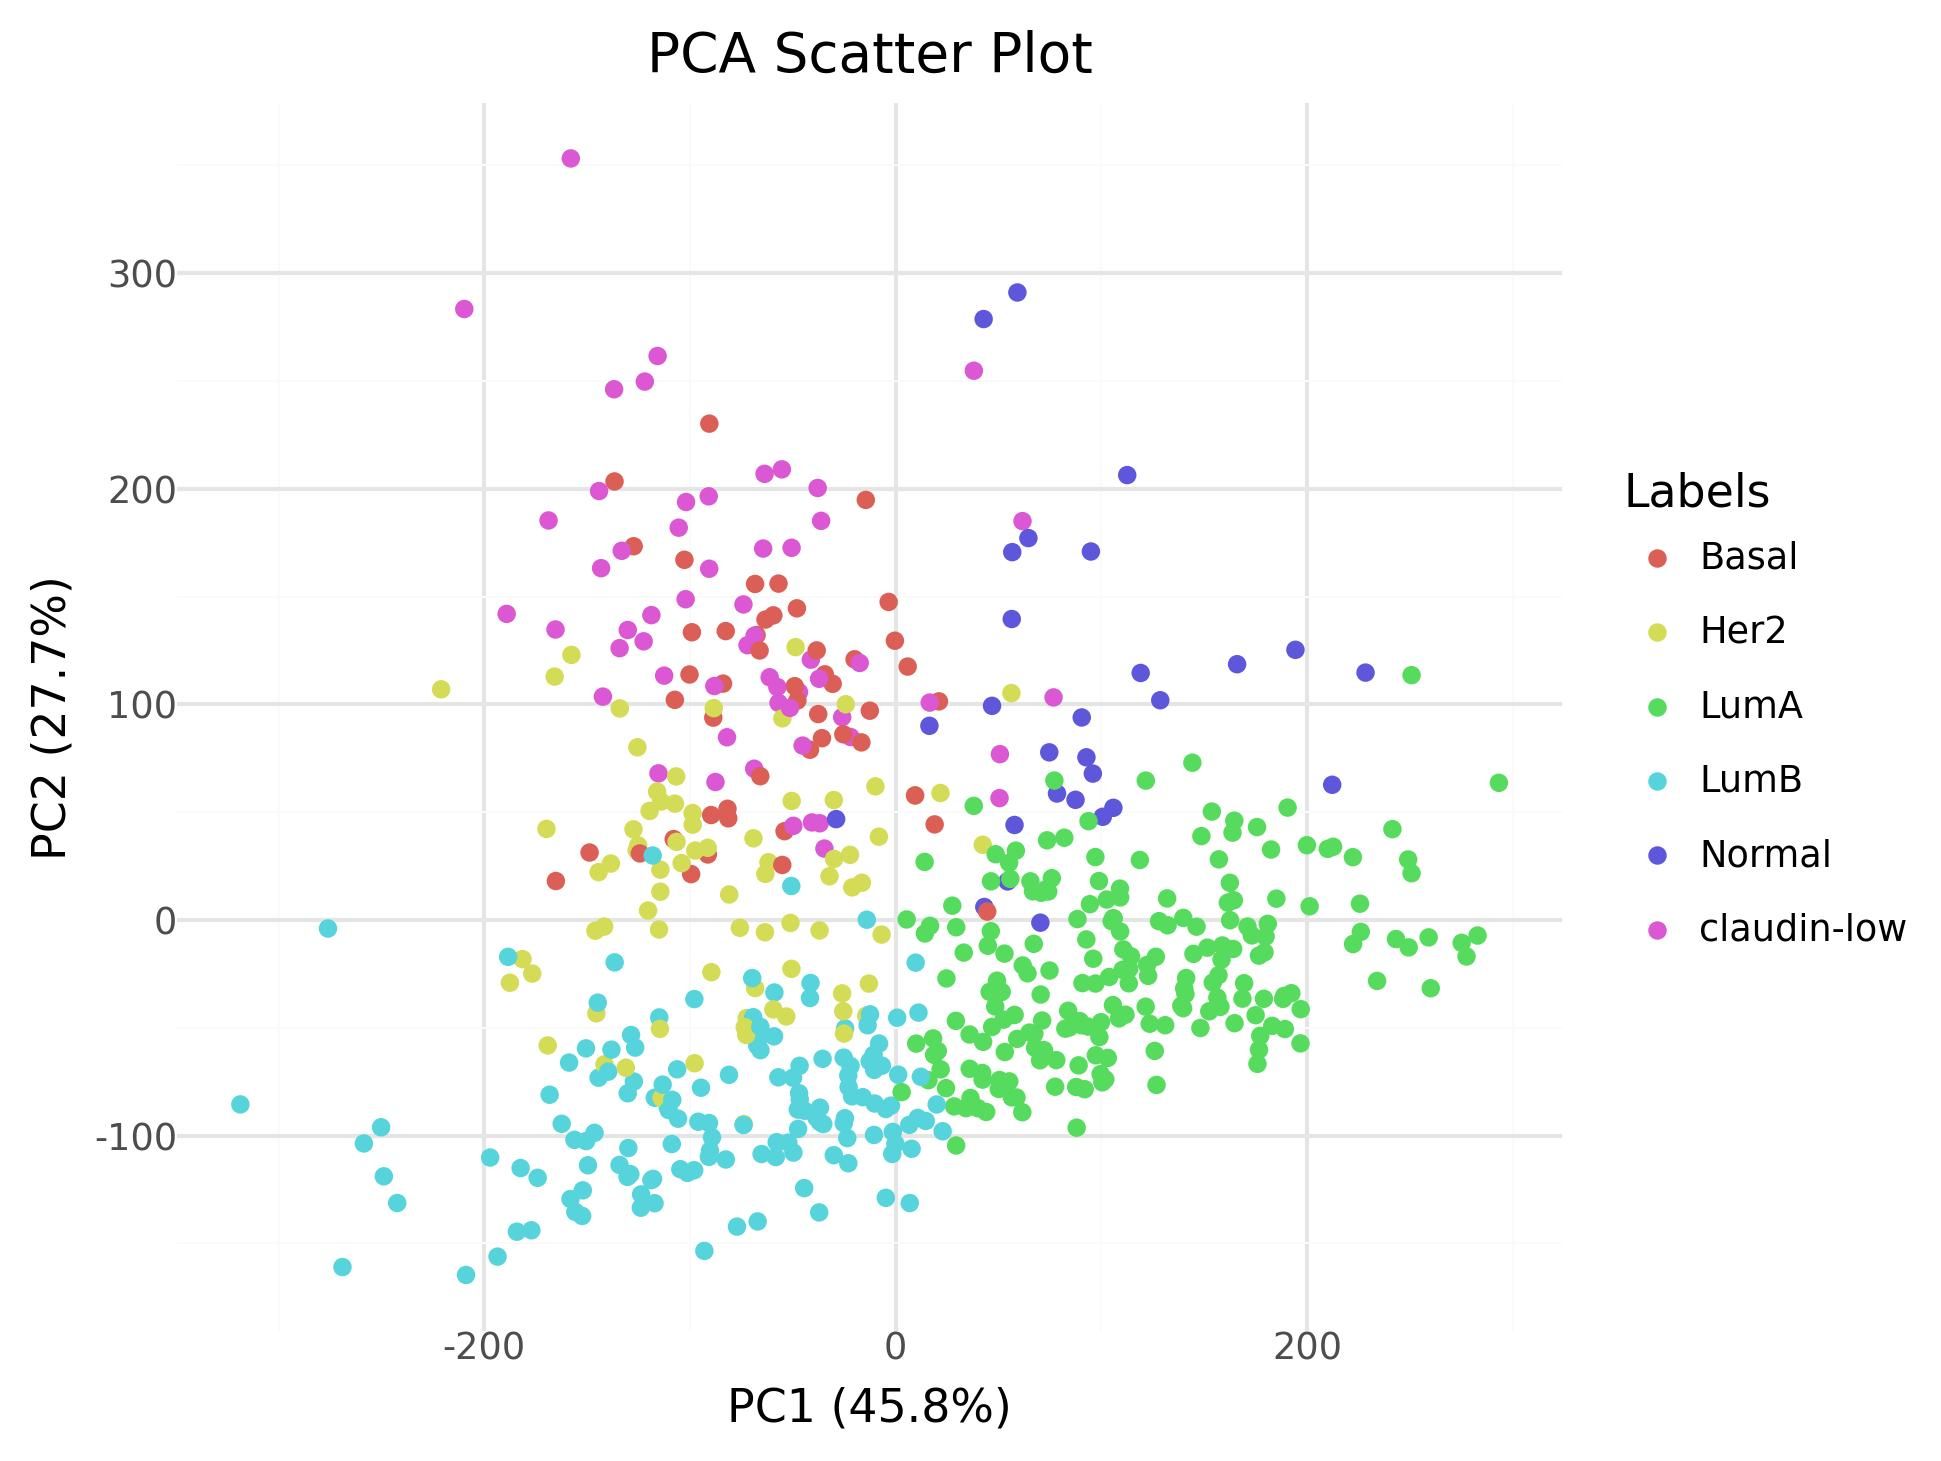 PCA Scatter Plot
300
200
100
0
-100
-200
0
200
PC1 (45.8%)
PC2 (27.7%)
Labels
Basal
Her2
LumA
LumB
Normal
claudin-low